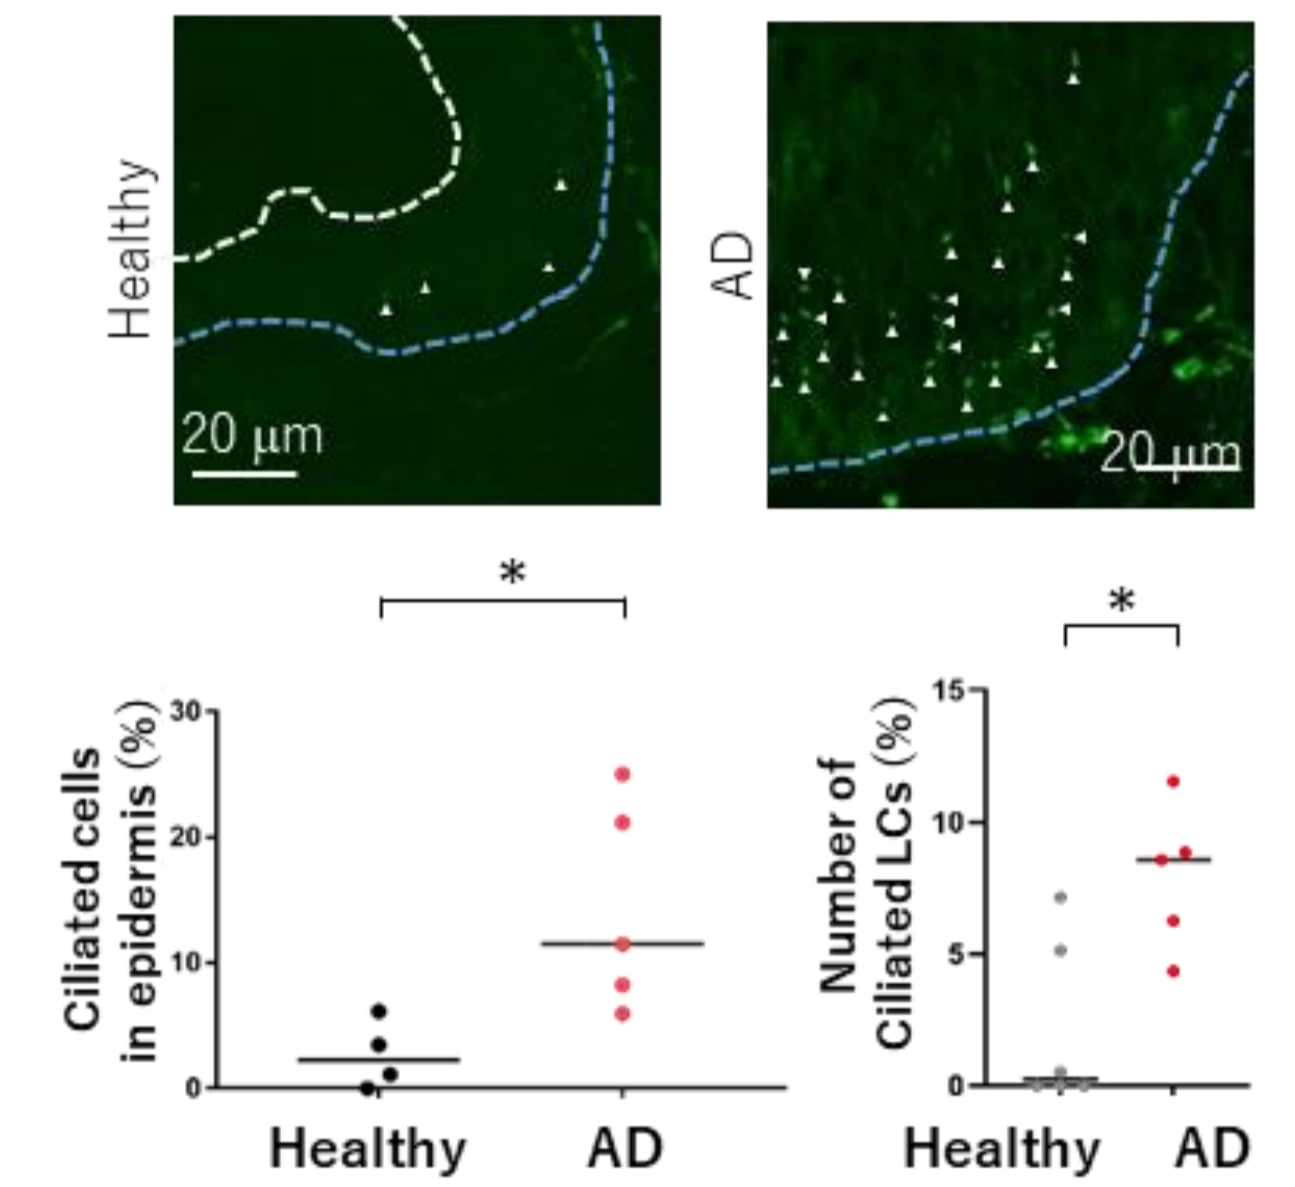 Healthy
20 μm
AD
20 μm
*
Ciliated cells
in epidermis (%)
30
20
10
0
Healthy AD
*
Number of
Ciliated LCs (%)
15
10
5
0
Healthy AD